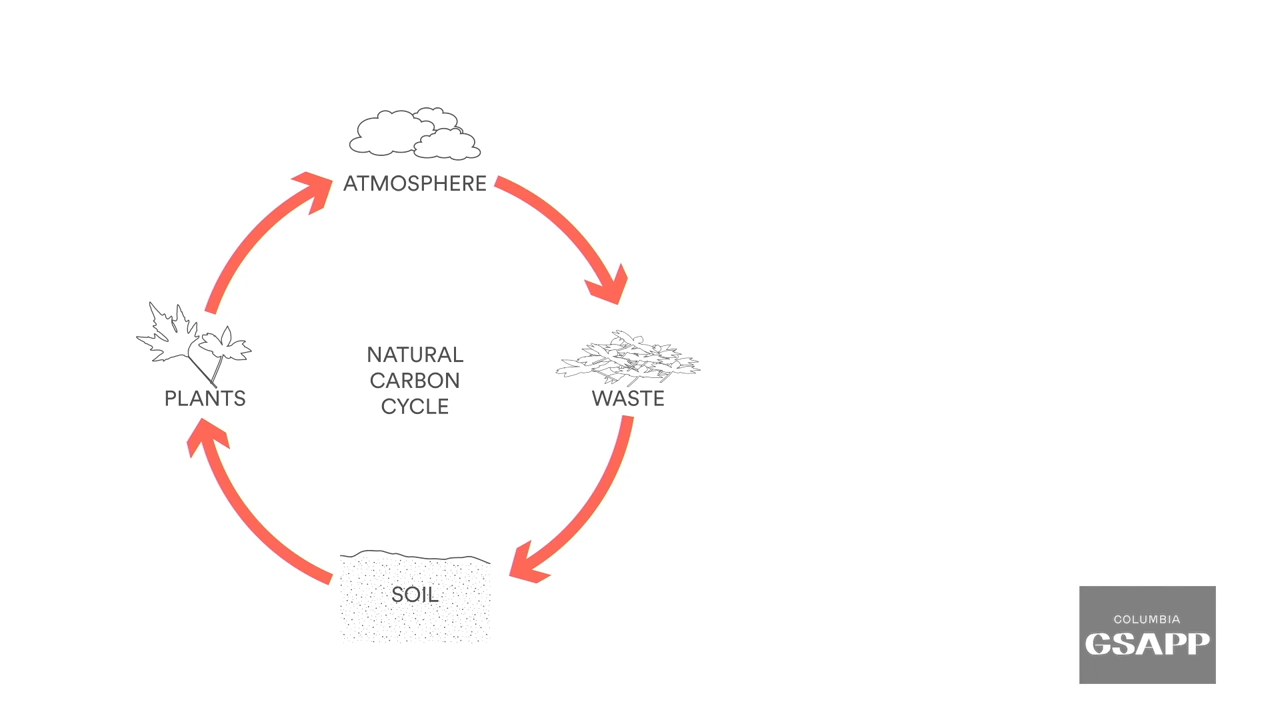 ATMOSPHERE
NATURAL
CARBON
CYCLE
PLANTS
WASTE
SOIL
COLUMBIA
GSAPP